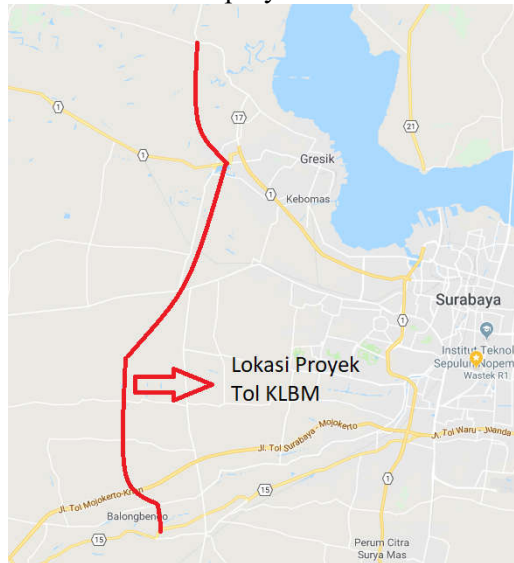 17
1
1
21
Gresik
Kebomas
1
Surabaya
1
Institut Teknol
Sepuluh Nopem
Wastek R1
Lokasi Proyek
Tol KLBM
Jl. Tol Surabaya - Mojokerto
Jl. Tol Waru - Juanda
Jl. Tol Mojokerto-
1
15
Balongbendo
15
Perum Citra
Surya Mas